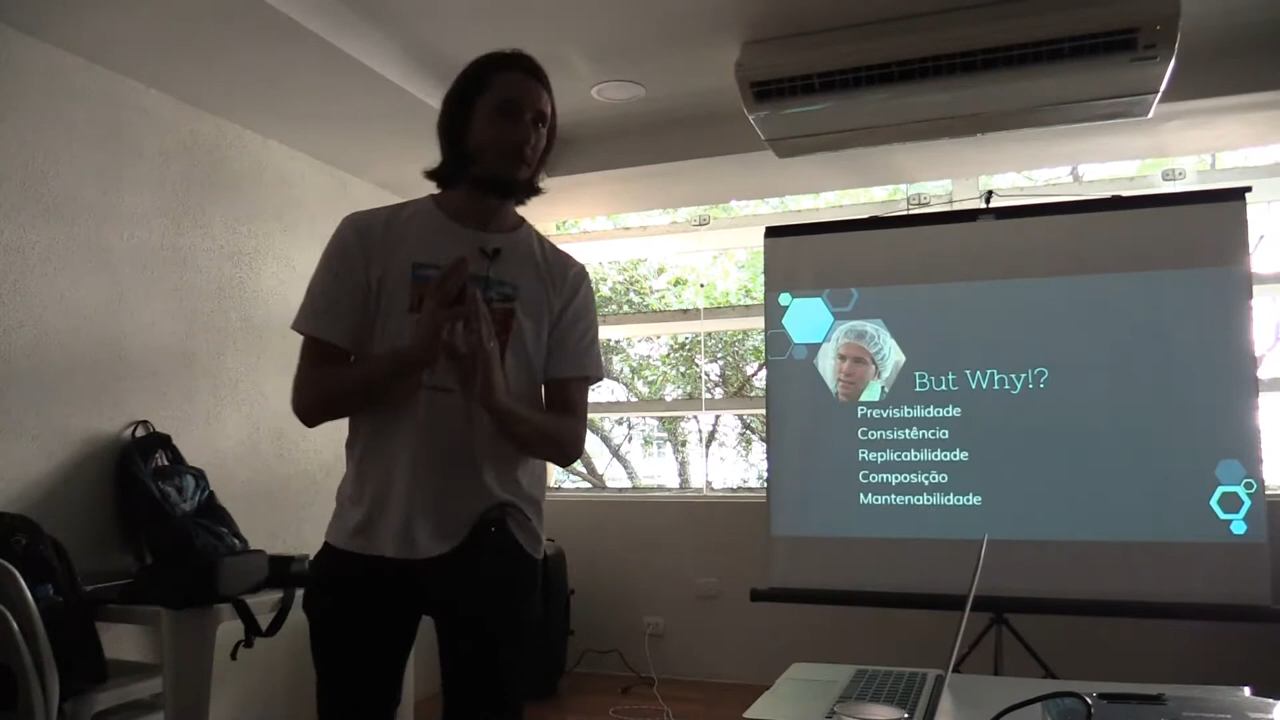 But Why!?
Previsibilidade
Consistência
Replicabilidade
Composição
Mantenabilidade